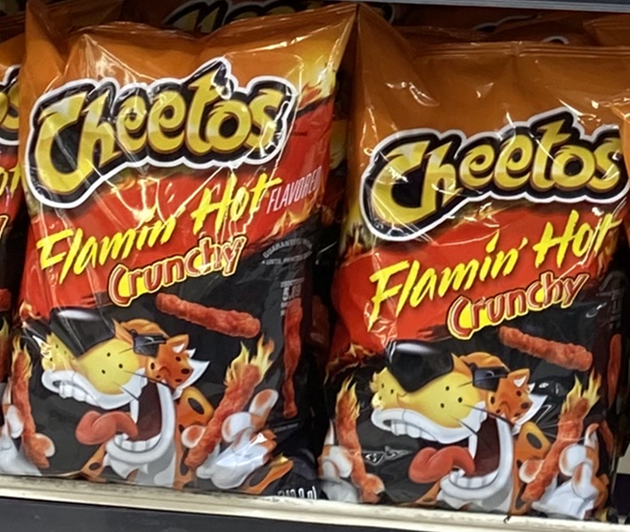 Cheetos
Flamin' Hot FLAVORED
Crunchy
Cheetos
Flamin' Hot
Crunchy